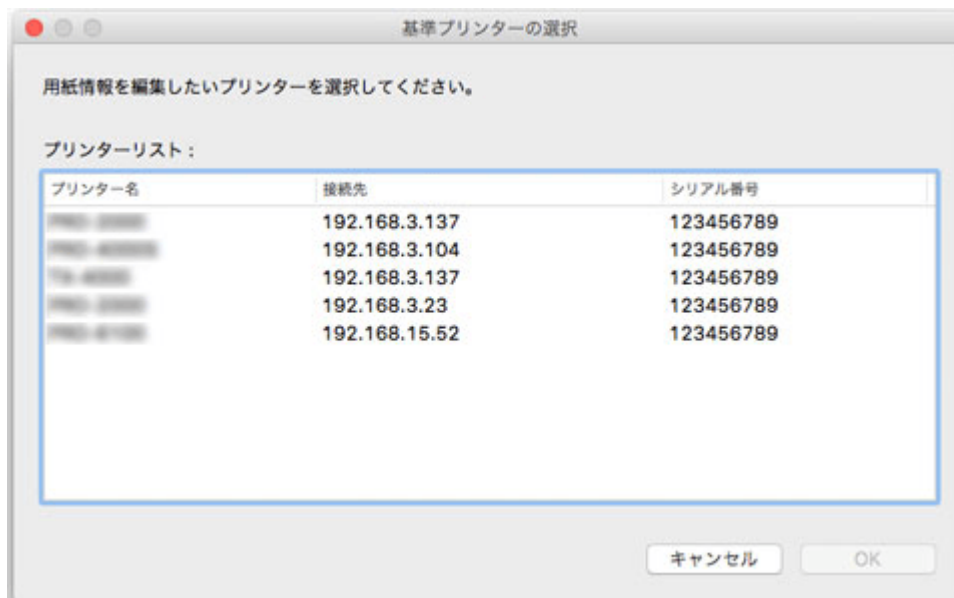 基準プリンターの選択
用紙情報を編集したいプリンターを選択してください。
プリンターリスト：
プリンター名 接続先 シリアル番号
192.168.3.137 123456789
192.168.3.104 123456789
192.168.3.137 123456789
192.168.3.23 123456789
192.168.15.52 123456789
キャンセル OK